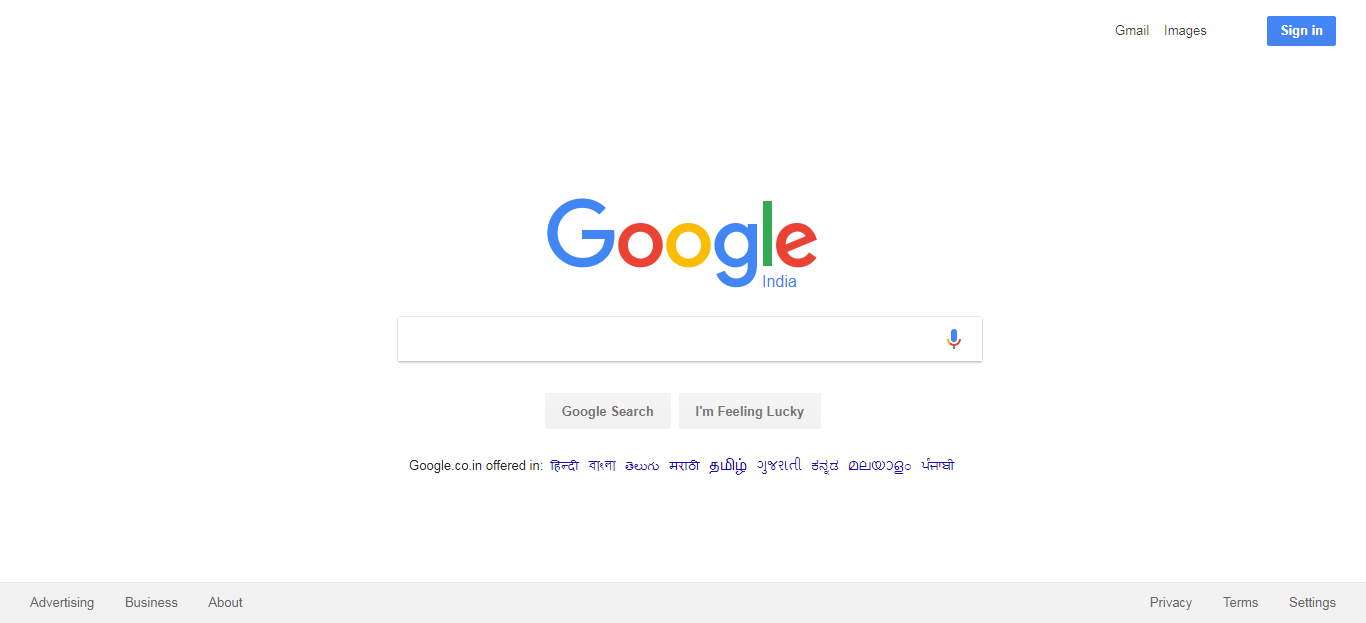 Gmail Images Sign in
Google
India
Google Search I'm Feeling Lucky
Google.co.in offered in: हिन्दी বাংলা తెలుగు मराठी தமிழ் ગુજરાતી ಕನ್ನಡ മലയാളം ਪੰਜਾਬੀ
Advertising Business About Privacy Terms Settings